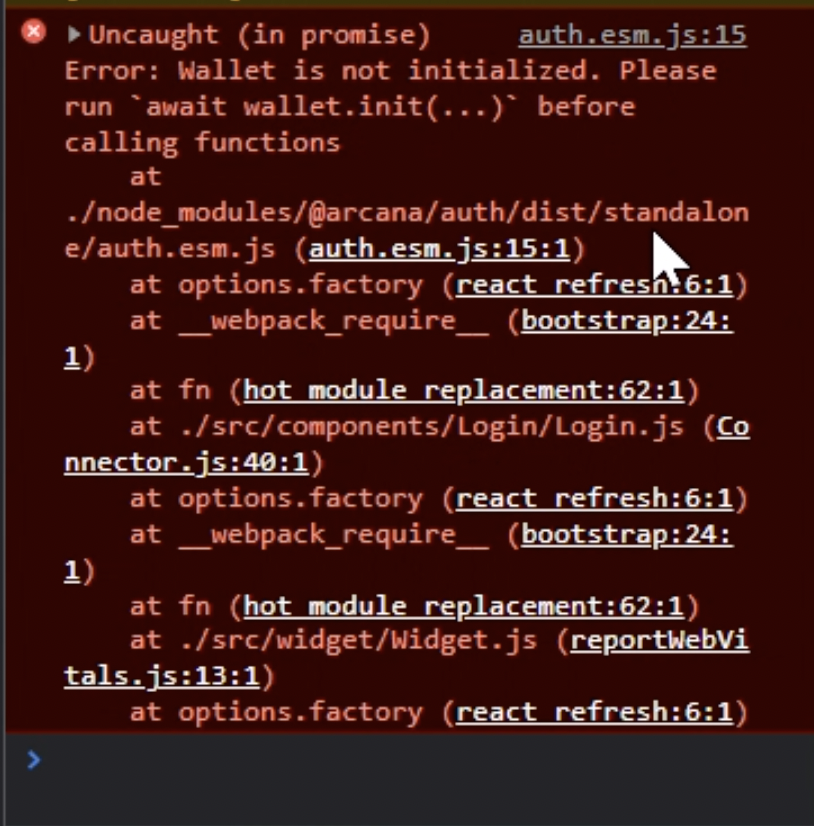 Uncaught (in promise) auth.esm.js:15
Error: Wallet is not initialized. Please
run `await wallet.init(...)` before
calling functions
at
./node_modules/@arcana/auth/dist/standalon
e/auth.esm.js (auth.esm.js:15:1)
at options.factory (react refresh:6:1)
at __webpack_require__ (bootstrap:24:
1)
at fn (hot module replacement:62:1)
at ./src/components/Login/Login.js (Co
nnector.js:40:1)
at options.factory (react refresh:6:1)
at __webpack_require__ (bootstrap:24:
1)
at fn (hot module replacement:62:1)
at ./src/widget/Widget.js (reportWebVi
tals.js:13:1)
at options.factory (react refresh:6:1)